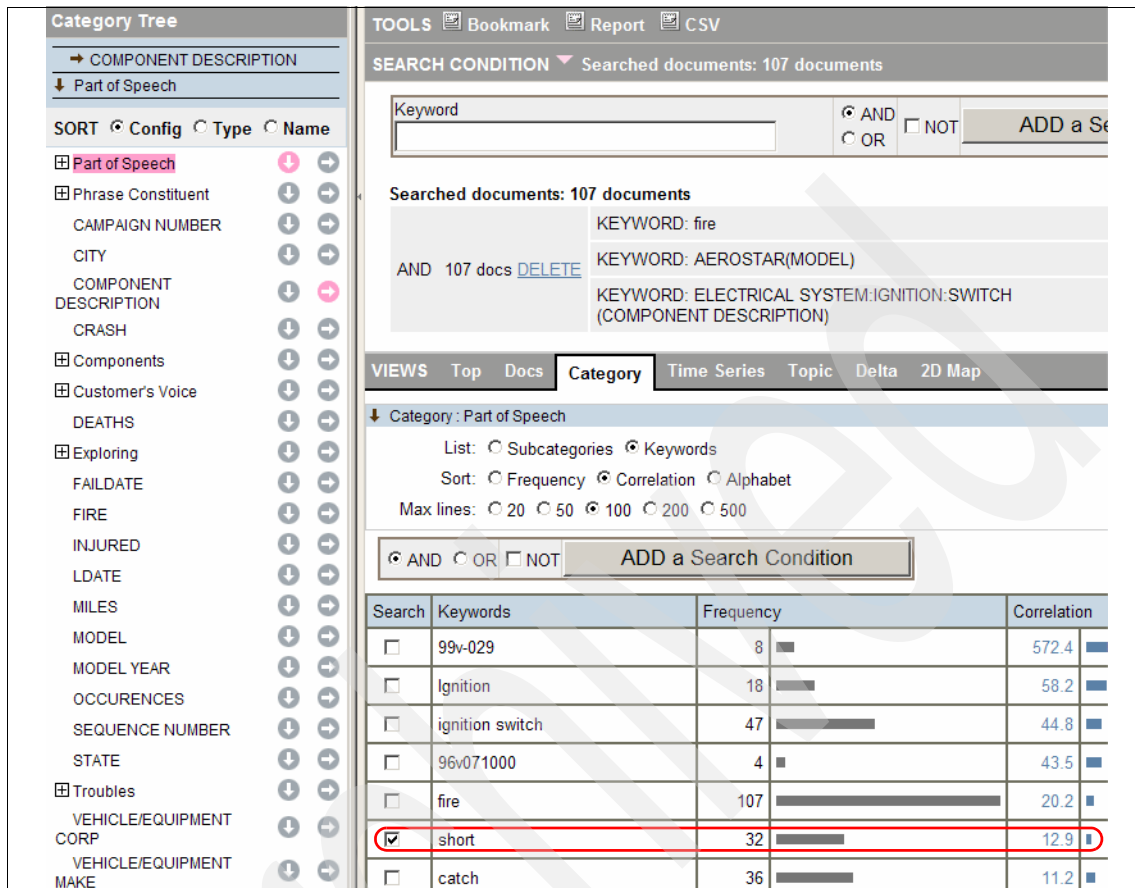 Category Tree
COMPONENT DESCRIPTION
Part of Speech
SORT Config Type Name
Part of Speech
Phrase Constituent
CAMPAIGN NUMBER
CITY
COMPONENT
DESCRIPTION
CRASH
Components
Customer's Voice
DEATHS
Exploring
FAILDATE
FIRE
INJURED
LDATE
MILES
MODEL
MODEL YEAR
OCCURENCES
SEQUENCE NUMBER
STATE
Troubles
VEHICLE/EQUIPMENT
CORP
VEHICLE/EQUIPMENT
MAKE
TOOLS Bookmark Report CSV
SEARCH CONDITION Searched documents: 107 documents
Keyword
AND
OR
NOT
ADD a Se
Searched documents: 107 documents
AND 107 docs DELETE
KEYWORD: fire
KEYWORD: AEROSTAR(MODEL)
KEYWORD: ELECTRICAL SYSTEM:IGNITION:SWITCH
(COMPONENT DESCRIPTION)
VIEWS Top Docs Category Time Series Topic Delta 2D Map
Category : Part of Speech
List: Subcategories Keywords
Sort: Frequency Correlation Alphabet
Max lines: 20 50 100 200 500
AND OR NOT ADD a Search Condition
Search Keywords Frequency Correlation
99v-029 8 572.4
Ignition 18 58.2
ignition switch 47 44.8
96v071000 4 43.5
fire 107 20.2
short 32 12.9
catch 36 11.2